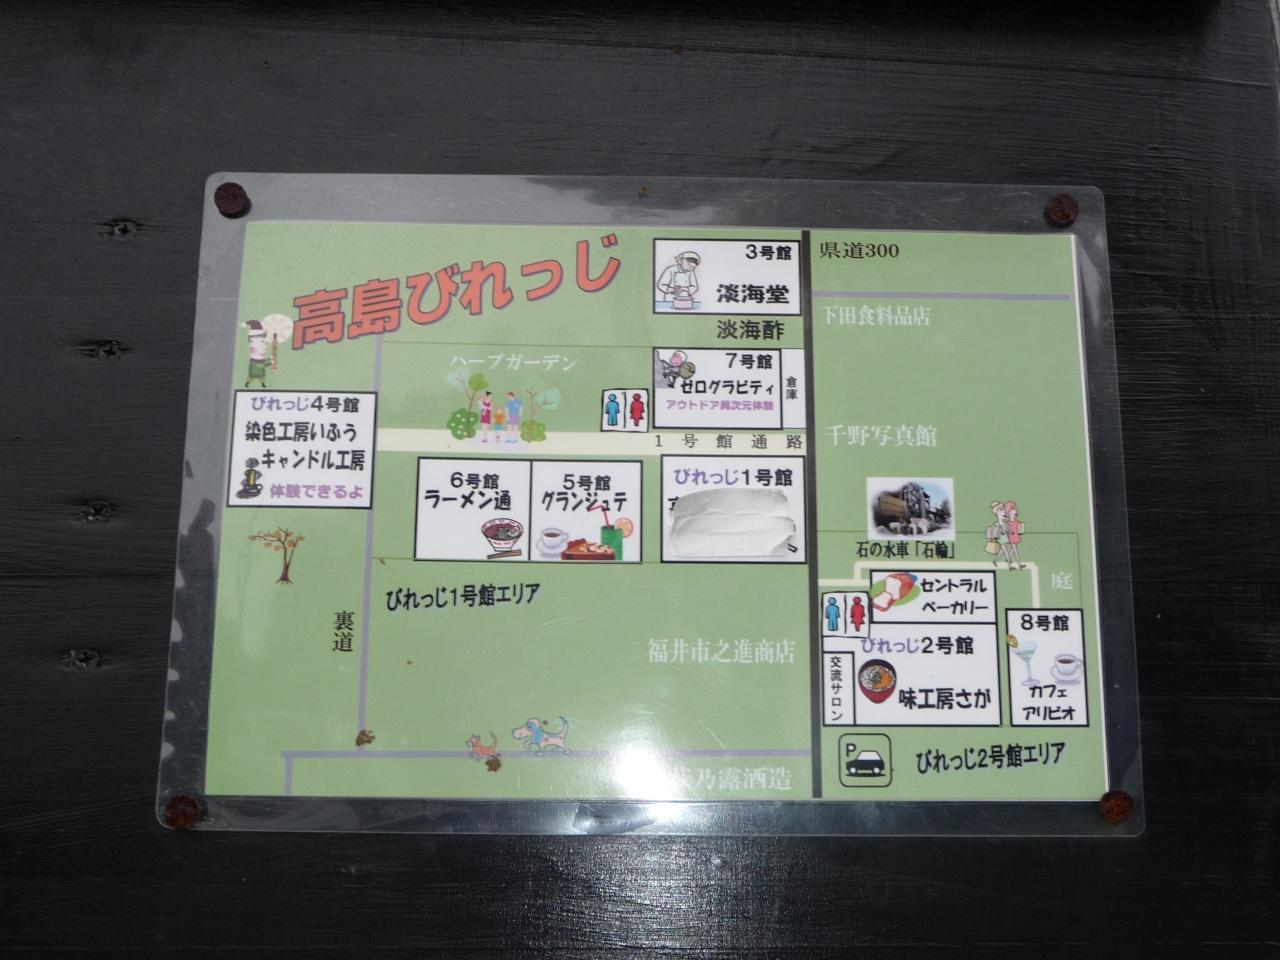 高島びれっじ
3号館
淡海堂
淡海酢
ハーブガーデン
7号館
ゼログラビティ
アウトドア異次元体験
倉庫
1号館通路
びれっじ4号館
染色工房いふう
キャンドル工房
体験できるよ
6号館
ラーメン通
5号館
グランジュテ
びれっじ1号館
びれっじ1号館エリア
裏道
福井市之進商店
乃露酒造
県道300
下田食料品店
千野写真館
石の水車「石輪」
庭
セントラル
ベーカリー
びれっじ2号館
味工房さが
交流サロン
8号館
カフェ
アリビオ
P
びれっじ2号館エリア